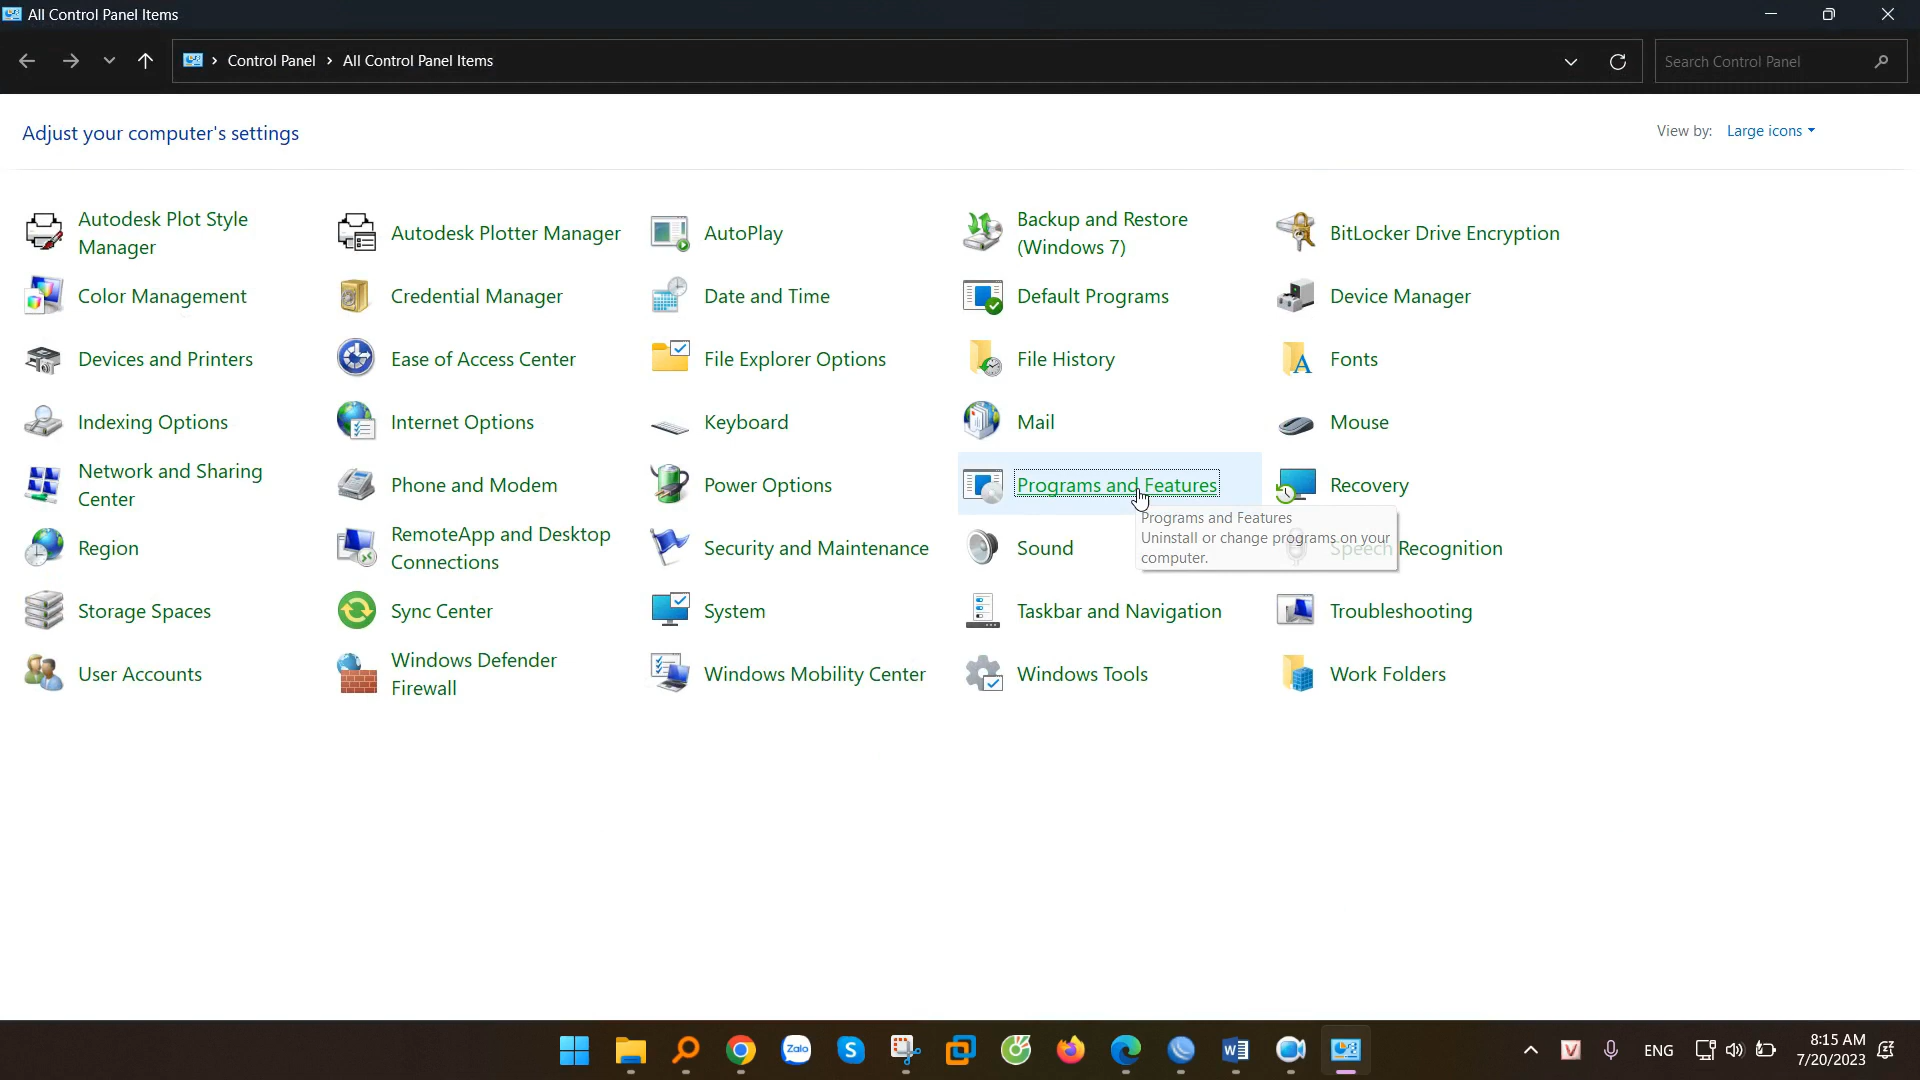 All Control Panel Items
Control Panel › All Control Panel Items
Search Control Panel
Adjust your computer's settings
View by: Large icons
Autodesk Plot Style
Manager
Autodesk Plotter Manager
AutoPlay
Backup and Restore
(Windows 7)
BitLocker Drive Encryption
Color Management
Credential Manager
Date and Time
Default Programs
Device Manager
Devices and Printers
Ease of Access Center
File Explorer Options
File History
Fonts
Indexing Options
Internet Options
Keyboard
Mail
Mouse
Network and Sharing
Center
Phone and Modem
Power Options
Programs and Features
Recovery
Programs and Features
Uninstall or change programs on your
computer.
Region
RemoteApp and Desktop
Connections
Security and Maintenance
Sound
Speech Recognition
Storage Spaces
Sync Center
System
Taskbar and Navigation
Troubleshooting
User Accounts
Windows Defender
Firewall
Windows Mobility Center
Windows Tools
Work Folders
Zalo
ENG
8:15 AM
7/20/2023